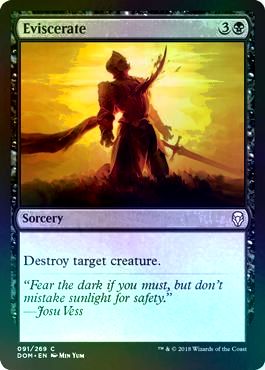 Eviscerate 3
Sorcery
Destroy target creature.
"Fear the dark if you must, but don't
mistake sunlight for safety."
—Josu Vess
091/269 C
DOM • EN Min Yum ™ & © 2018 Wizards of the Coast